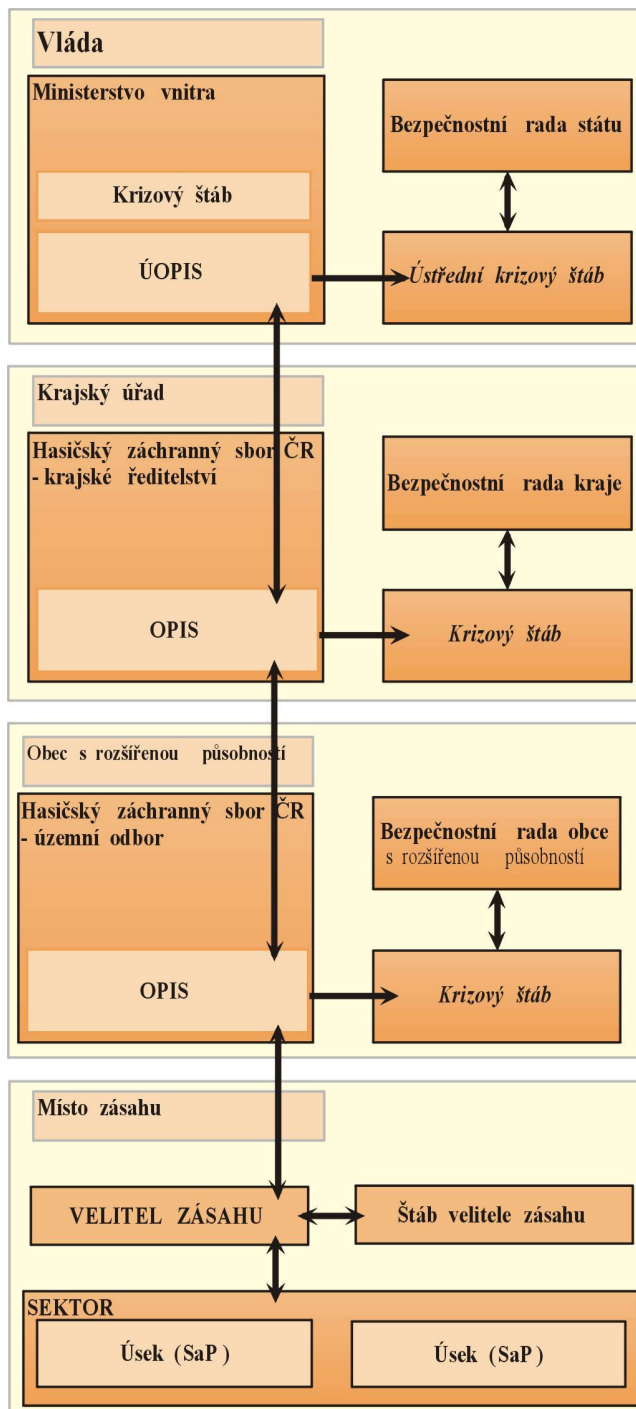 Vláda
Ministerstvo vnitra
Krizový štáb
ÚOPIS
Bezpečnostní rada státu
Ústřední krizový štáb
Krajský úřad
Hasičský záchranný sbor ČR
- krajské ředitelství
OPIS
Bezpečnostní rada kraje
Krizový štáb
Obec s rozšířenou působností
Hasičský záchranný sbor ČR
- územní odbor
OPIS
Bezpečnostní rada obce
s rozšířenou působností
Krizový štáb
Místo zásahu
VELITEL ZÁSAHU
Štáb velitele zásahu
SEKTOR
Úsek (SaP)
Úsek (SaP)